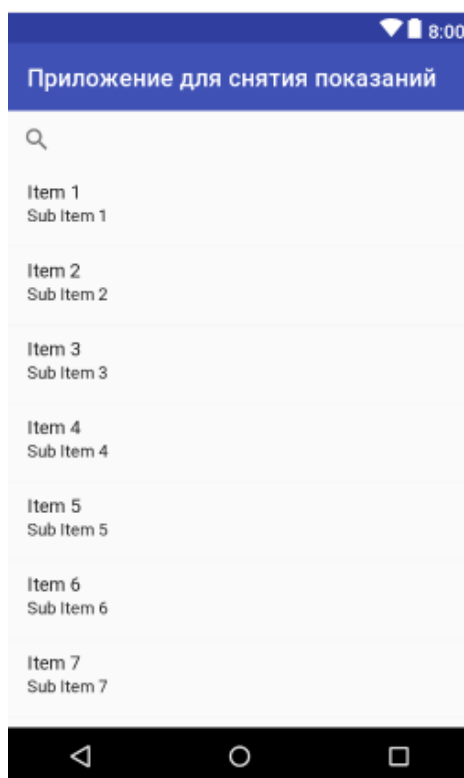 8:00
Приложение для снятия показаний
Item 1
Sub Item 1
Item 2
Sub Item 2
Item 3
Sub Item 3
Item 4
Sub Item 4
Item 5
Sub Item 5
Item 6
Sub Item 6
Item 7
Sub Item 7